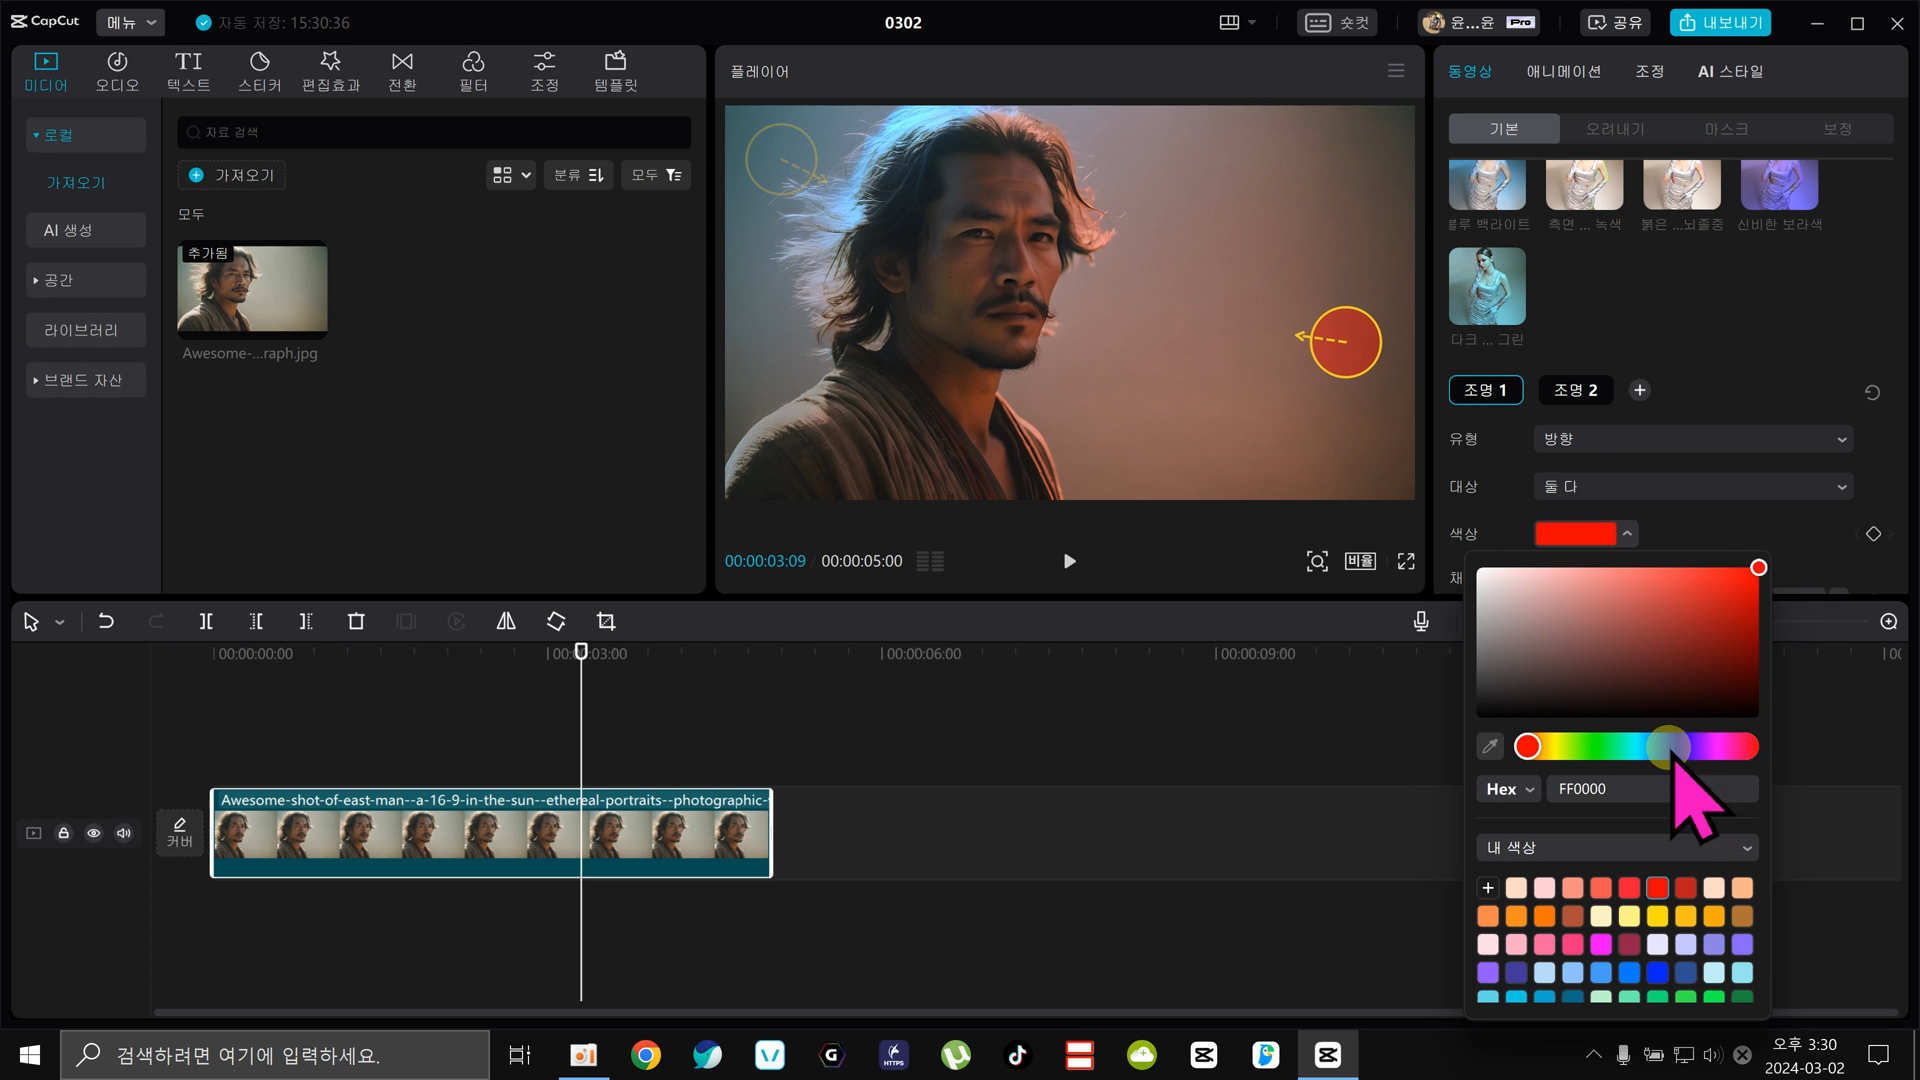 CapCut
메뉴
자동 저장: 15:30:36
0302
숏컷
윤...윤
Pro
공유
내보내기
미디어
오디오
텍스트
스티커
편집효과
전환
필터
조정
템플릿
로컬
가져오기
AI 생성
공간
라이브러리
브랜드 자산
자료 검색
가져오기
분류
모두
모두
추가됨
Awesome-...raph.jpg
플레이어
00:00:03:09
00:00:05:00
비율
동영상
애니메이션
조정
AI 스타일
기본
오려내기
마스크
보정
블루 백라이트
측면 ... 녹색
붉은 ...뇌졸중
신비한 보라색
다크 ... 그린
조명 1
조명 2
유형
방향
대상
둘 다
색상
채
Hex
FF0000
내 색상
00:00:00:00
00:00:03:00
00:00:06:00
00:00:09:00
커버
Awesome-shot-of-east-man--a-16-9-in-the-sun--ethereal-portraits--photographic-
검색하려면 여기에 입력하세요.
HTTPS
오후 3:30
2024-03-02